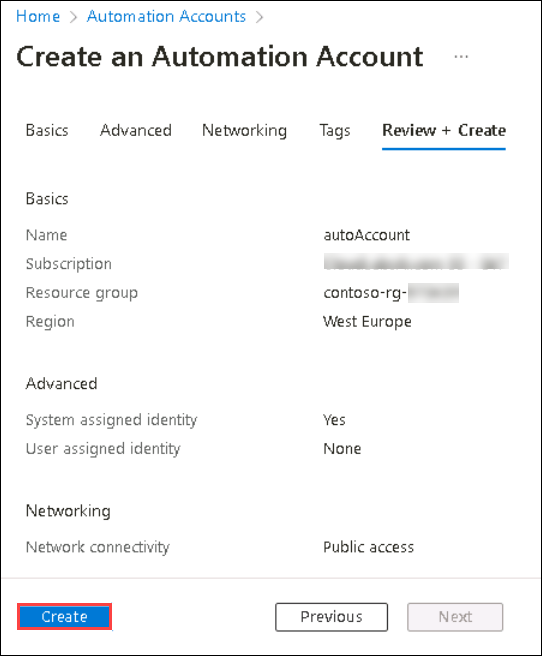 Home > Automation Accounts >
Create an Automation Account ...
Basics Advanced Networking Tags Review + Create
Basics
Name autoAccount
Subscription
Resource group contoso-rg-
Region West Europe
Advanced
System assigned identity Yes
User assigned identity None
Networking
Network connectivity Public access
Create Previous Next